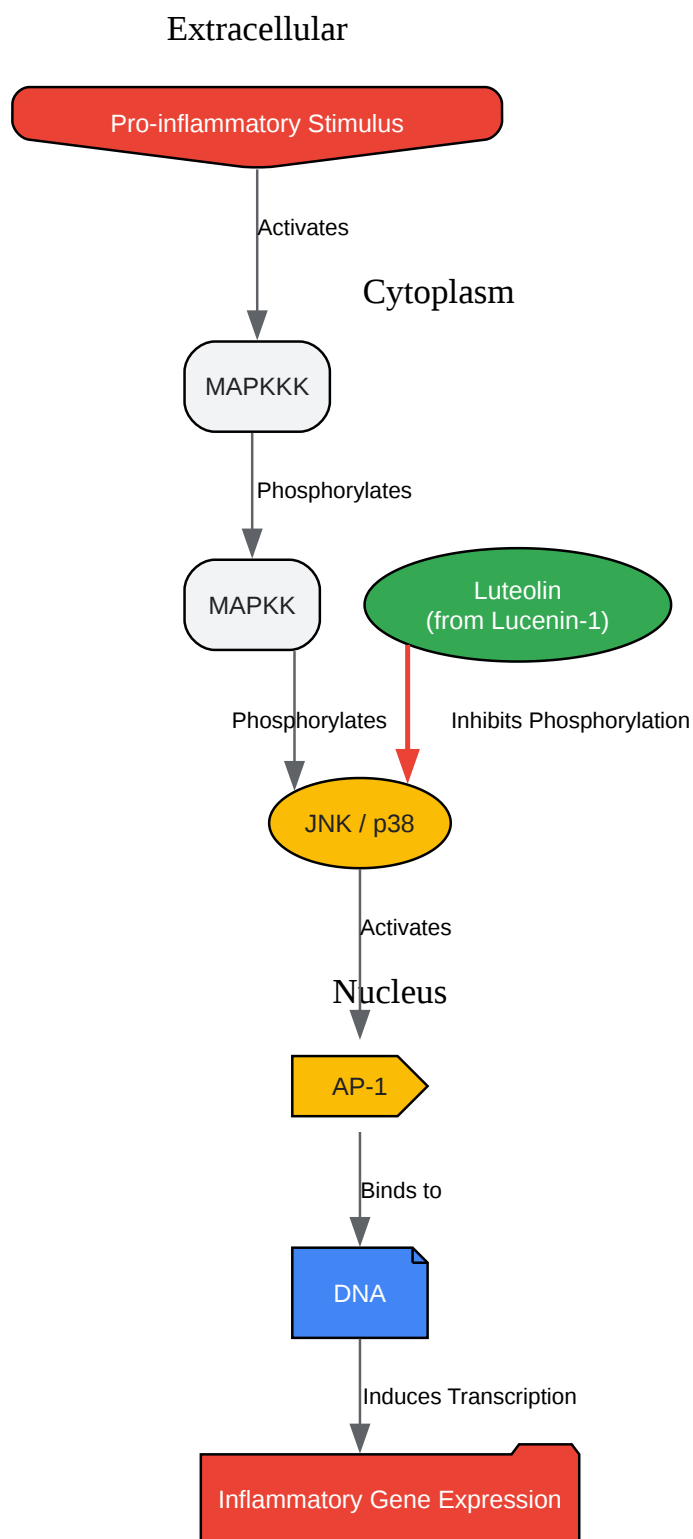 Extracellular
Pro-inflammatory Stimulus
Activates
Cytoplasm
MAPKKK
Phosphorylates
MAPKK
Luteolin
(from Lucenin-1)
Phosphorylates
Inhibits Phosphorylation
JNK / p38
Activates
Nucleus
AP-1
Binds to
DNA
Induces Transcription
Inflammatory Gene Expression